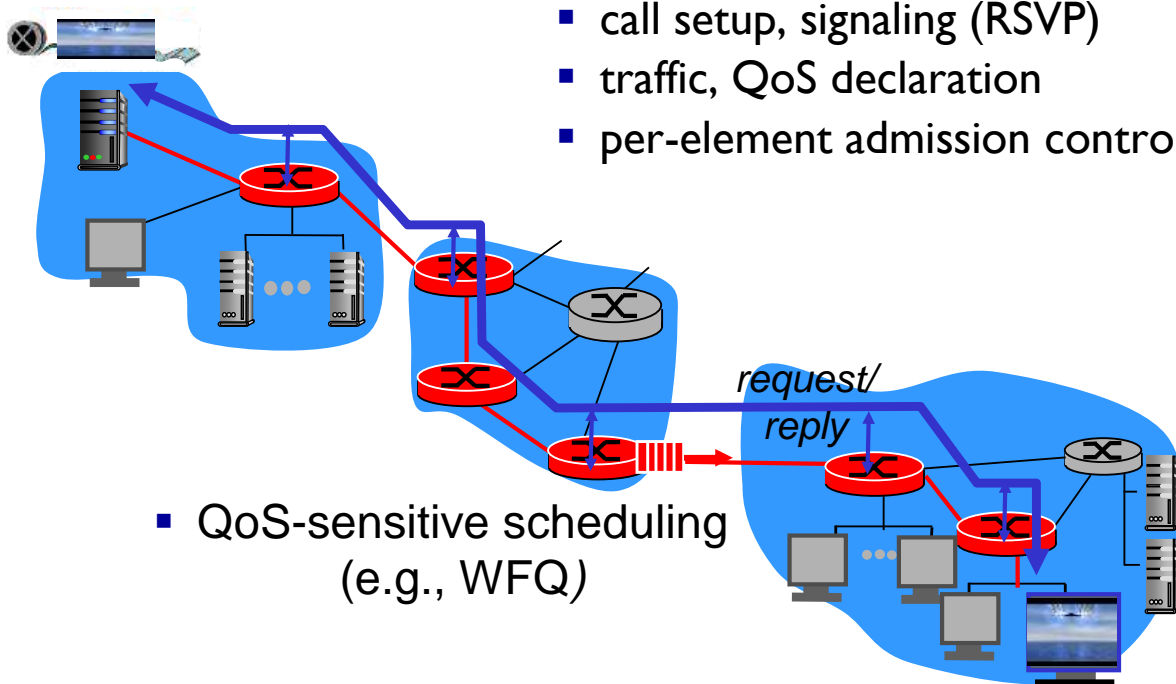 ▪ call setup, signaling (RSVP)
▪ traffic, QoS declaration
▪ per-element admission contro
request/
reply
▪ QoS-sensitive scheduling
(e.g., WFQ)